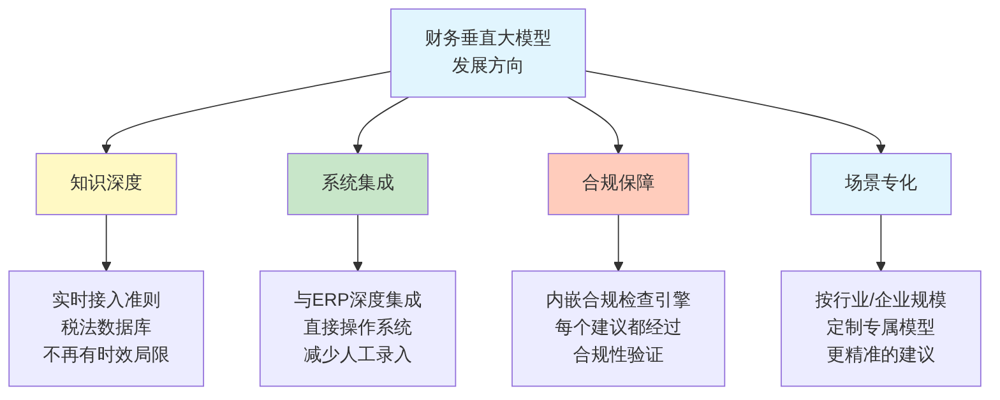 财务垂直大模型
发展方向
知识深度
系统集成
合规保障
场景专化
实时接入准则
税法数据库
不再有时效局限
与ERP深度集成
直接操作系统
减少人工录入
内嵌合规检查引擎
每个建议都经过
合规性验证
按行业/企业规模
定制专属模型
更精准的建议